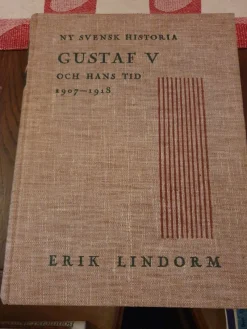 NY SVENSK HISTORIA
GUSTAF V
OCH HANS TID
1907–1918
ERIK LINDORM